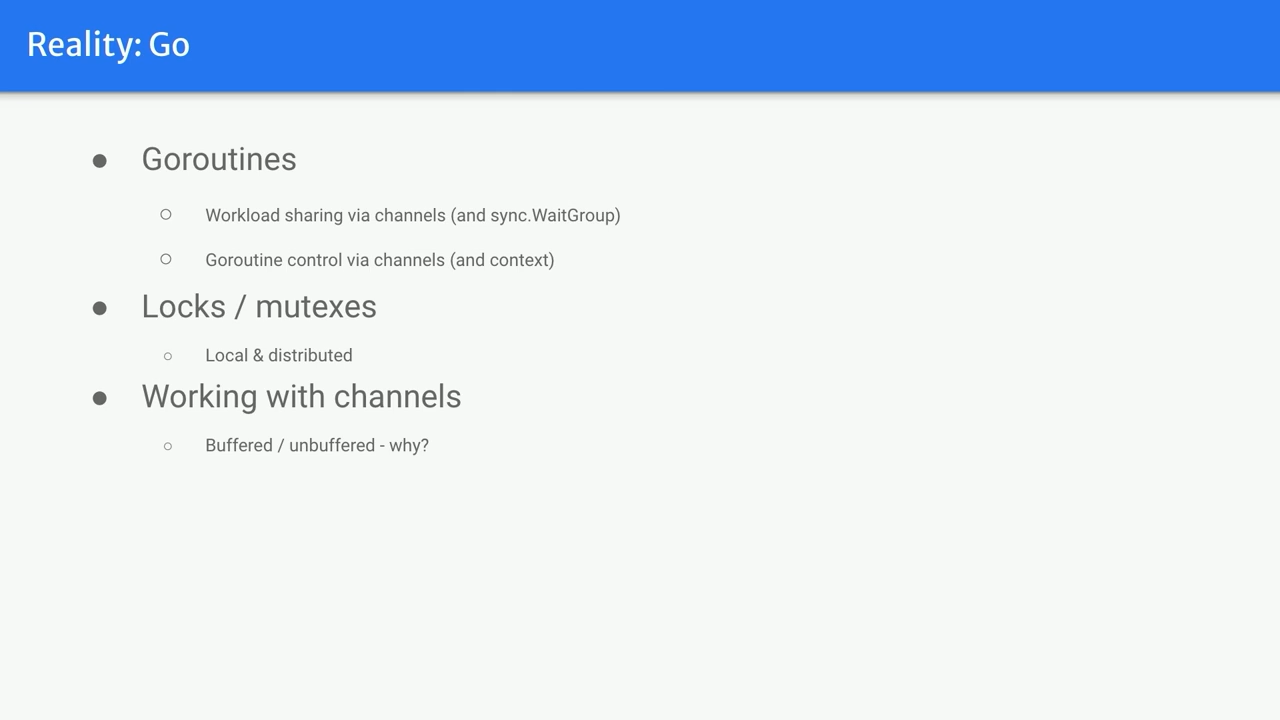 Reality: Go
● Goroutines
○ Workload sharing via channels (and sync.WaitGroup)
○ Goroutine control via channels (and context)
● Locks / mutexes
○ Local & distributed
● Working with channels
○ Buffered / unbuffered - why?